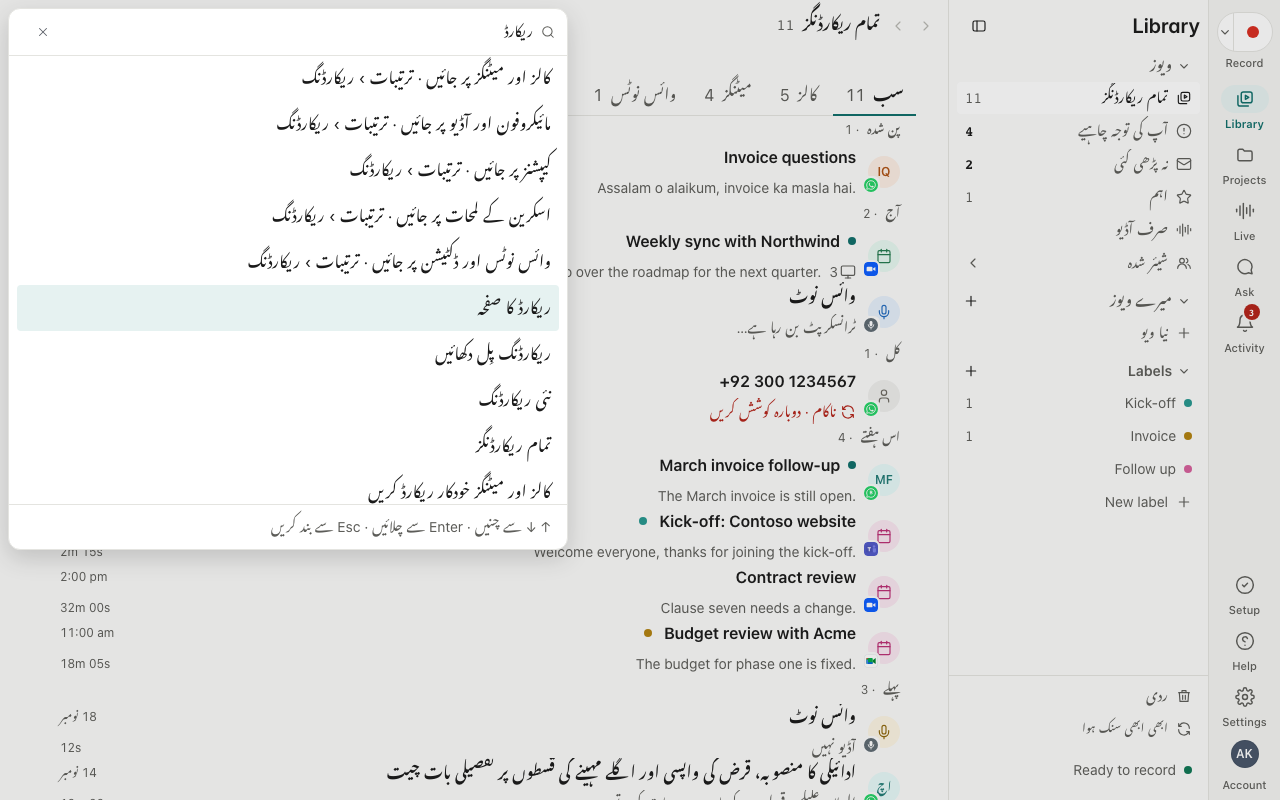 ریکارڈ
کالز اور میٹنگز پر جائیں · ترتیبات › ریکارڈنگ
مائیکروفون اور آڈیو پر جائیں · ترتیبات › ریکارڈنگ
کیپشنز پر جائیں · ترتیبات › ریکارڈنگ
اسکرین کے لمحات پر جائیں · ترتیبات › ریکارڈنگ
وائس نوٹس اور ڈکٹیشن پر جائیں · ترتیبات › ریکارڈنگ
ریکارڈ کا صفحہ
ریکارڈنگ پِل دکھائیں
نئی ریکارڈنگ
تمام ریکارڈنگز
کالز اور میٹنگز خودکار ریکارڈ کریں
↑ ↓ سے چنیں · Enter سے چلائیں · Esc سے بند کریں
Record
Library
Projects
Live
Ask
3
Activity
Setup
Help
Settings
AK
Account
Library
ویوز
تمام ریکارڈنگز 11
آپ کی توجہ چاہیے 4
نہ پڑھی گئی 2
اہم 1
صرف آڈیو
شیئر شدہ
میرے ویوز
نیا ویو
Labels
Kick-off 1
Invoice 1
Follow up
New label
ردی
ابھی ابھی سنک ہوا
Ready to record
تمام ریکارڈنگز 11
سب 11
کالز 5
میٹنگز 4
وائس نوٹس 1
پن شدہ · 1
IQ
Invoice questions
Assalam o alaikum, invoice ka masla hai.
آج · 2
Weekly sync with Northwind
over the roadmap for the next quarter. 3
وائس نوٹ
ٹرانسکرپٹ بن رہا ہے...
کل · 1
+92 300 1234567
ناکام · دوبارہ کوشش کریں
اس ہفتے · 4
MF
March invoice follow-up
The March invoice is still open.
Kick-off: Contoso website
Welcome everyone, thanks for joining the kick-off.
2m 15s
Contract review
2:00 pm
Clause seven needs a change.
32m 00s
Budget review with Acme
11:00 am
The budget for phase one is fixed.
18m 05s
پہلے · 3
وائس نوٹ
18 نومبر
آڈیو نہیں
12s
اچ
ادائیگی کا منصوبہ، قرض کی واپسی اور اگلے مہینے کی قسطوں پر تفصیلی بات چیت
14 نومبر